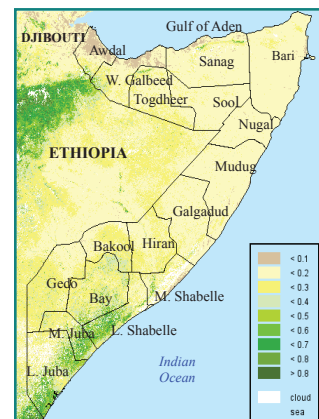 Gulf of Aden
DJIBOUTI
Awdal
Bari
Sanag
W. Galbeed
Togdheer
Sool
Nugal
ETHIOPIA
Mudug
Galgadud
Bakool
Hiran
Gedo
Bay
M. Shabelle
M. Juba
L. Shabelle
L. Juba
Indian
Ocean
< 0.1
< 0.2
< 0.3
< 0.4
< 0.5
< 0.6
< 0.7
< 0.8
> 0.8
cloud
sea